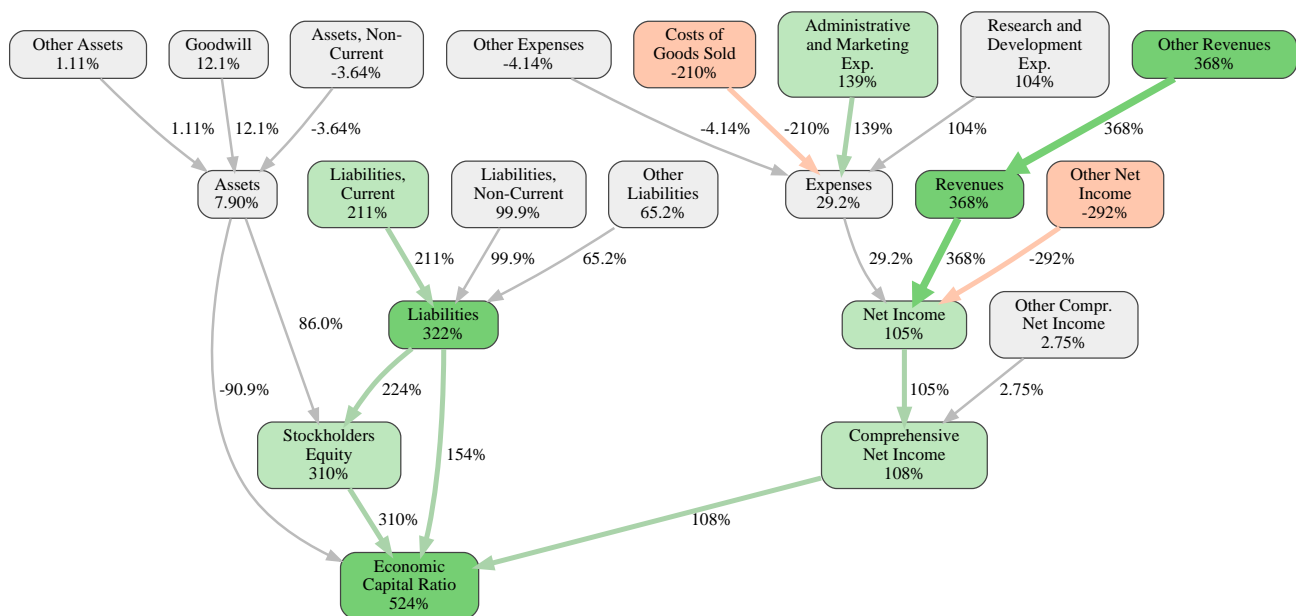 Other Assets
1.11%
Goodwill
12.1%
Assets, Non-
Current
-3.64%
Other Expenses
-4.14%
Costs of
Goods Sold
-210%
Administrative
and Marketing
Exp.
139%
Research and
Development
Exp.
104%
Other Revenues
368%
1.11%
12.1%
-3.64%
-4.14%
-210%
139%
104%
368%
Assets
7.90%
Liabilities,
Current
211%
Liabilities,
Non-Current
99.9%
Other
Liabilities
65.2%
Expenses
29.2%
Revenues
368%
Other Net
Income
-292%
211%
99.9%
65.2%
29.2%
368%
-292%
86.0%
Liabilities
322%
Net Income
105%
Other Compr.
Net Income
2.75%
-90.9%
224%
105%
2.75%
Stockholders
Equity
310%
154%
Comprehensive
Net Income
108%
310%
108%
Economic
Capital Ratio
524%